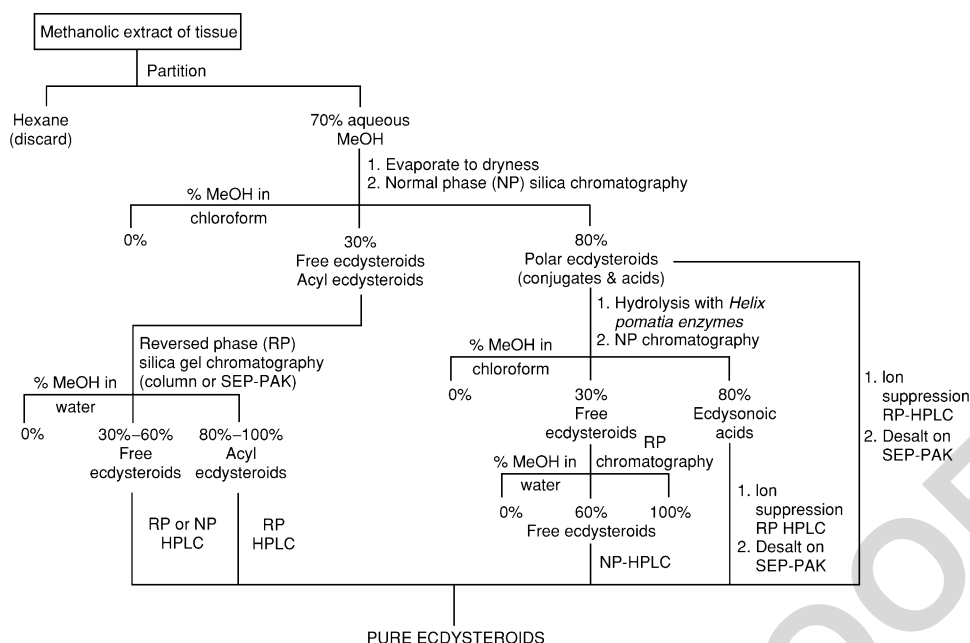 Methanolic extract of tissue
Partition
Hexane
(discard)
70% aqueous
MeOH
1. Evaporate to dryness
2. Normal phase (NP) silica chromatography
% MeOH in
chloroform
0%
30%
Free ecdysteroids
Acyl ecdysteroids
80%
Polar ecdysteroids
(conjugates & acids)
1. Hydrolysis with Helix
pomatia enzymes
2. NP chromatography
Reversed phase (RP)
silica gel chromatography
(column or SEP-PAK)
% MeOH in
water
0%
30%–60%
Free
ecdysteroids
80%–100%
Acyl
ecdysteroids
RP or NP
HPLC
RP
HPLC
% MeOH in
chloroform
0%
30%
Free
ecdysteroids
80%
Ecdysonoic
acids
RP
chromatography
% MeOH in
water
0%
60%
100%
Free ecdysteroids
NP-HPLC
1. Ion
suppression
RP HPLC
2. Desalt on
SEP-PAK
1. Ion
suppression
RP-HPLC
2. Desalt on
SEP-PAK
PURE ECDYSTEROIDS